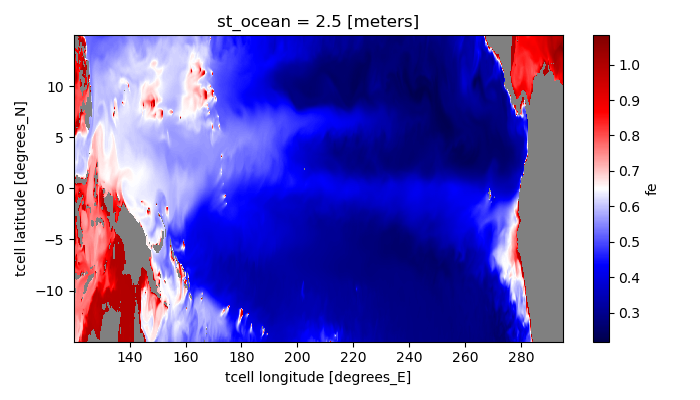 st_ocean = 2.5 [meters]
10
5
0
−5
−10
tcell latitude [degrees_N]
140 160 180 200 220 240 260 280
tcell longitude [degrees_E]
1.0
0.9
0.8
0.7
0.6
0.5
0.4
0.3
fe